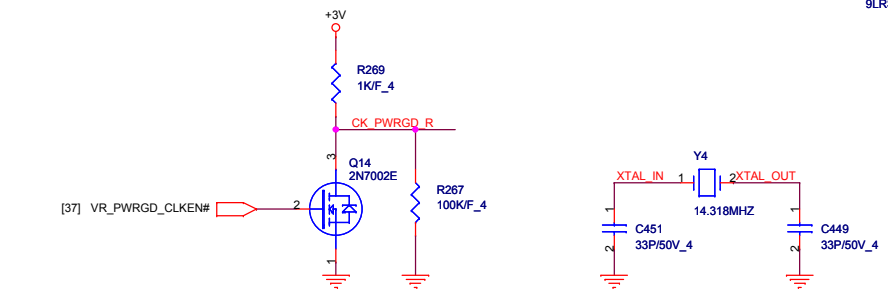 9LR
+3V
R269
1K/F_4
CK_PWRGD_R
3
Q14
2N7002E
R267
100K/F_4
[37] VR_PWRGD_CLKEN#
2
1
Y4
XTAL_IN
1
2
XTAL_OUT
14.318MHZ
1
C451
33P/50V_4
2
1
C449
33P/50V_4
2